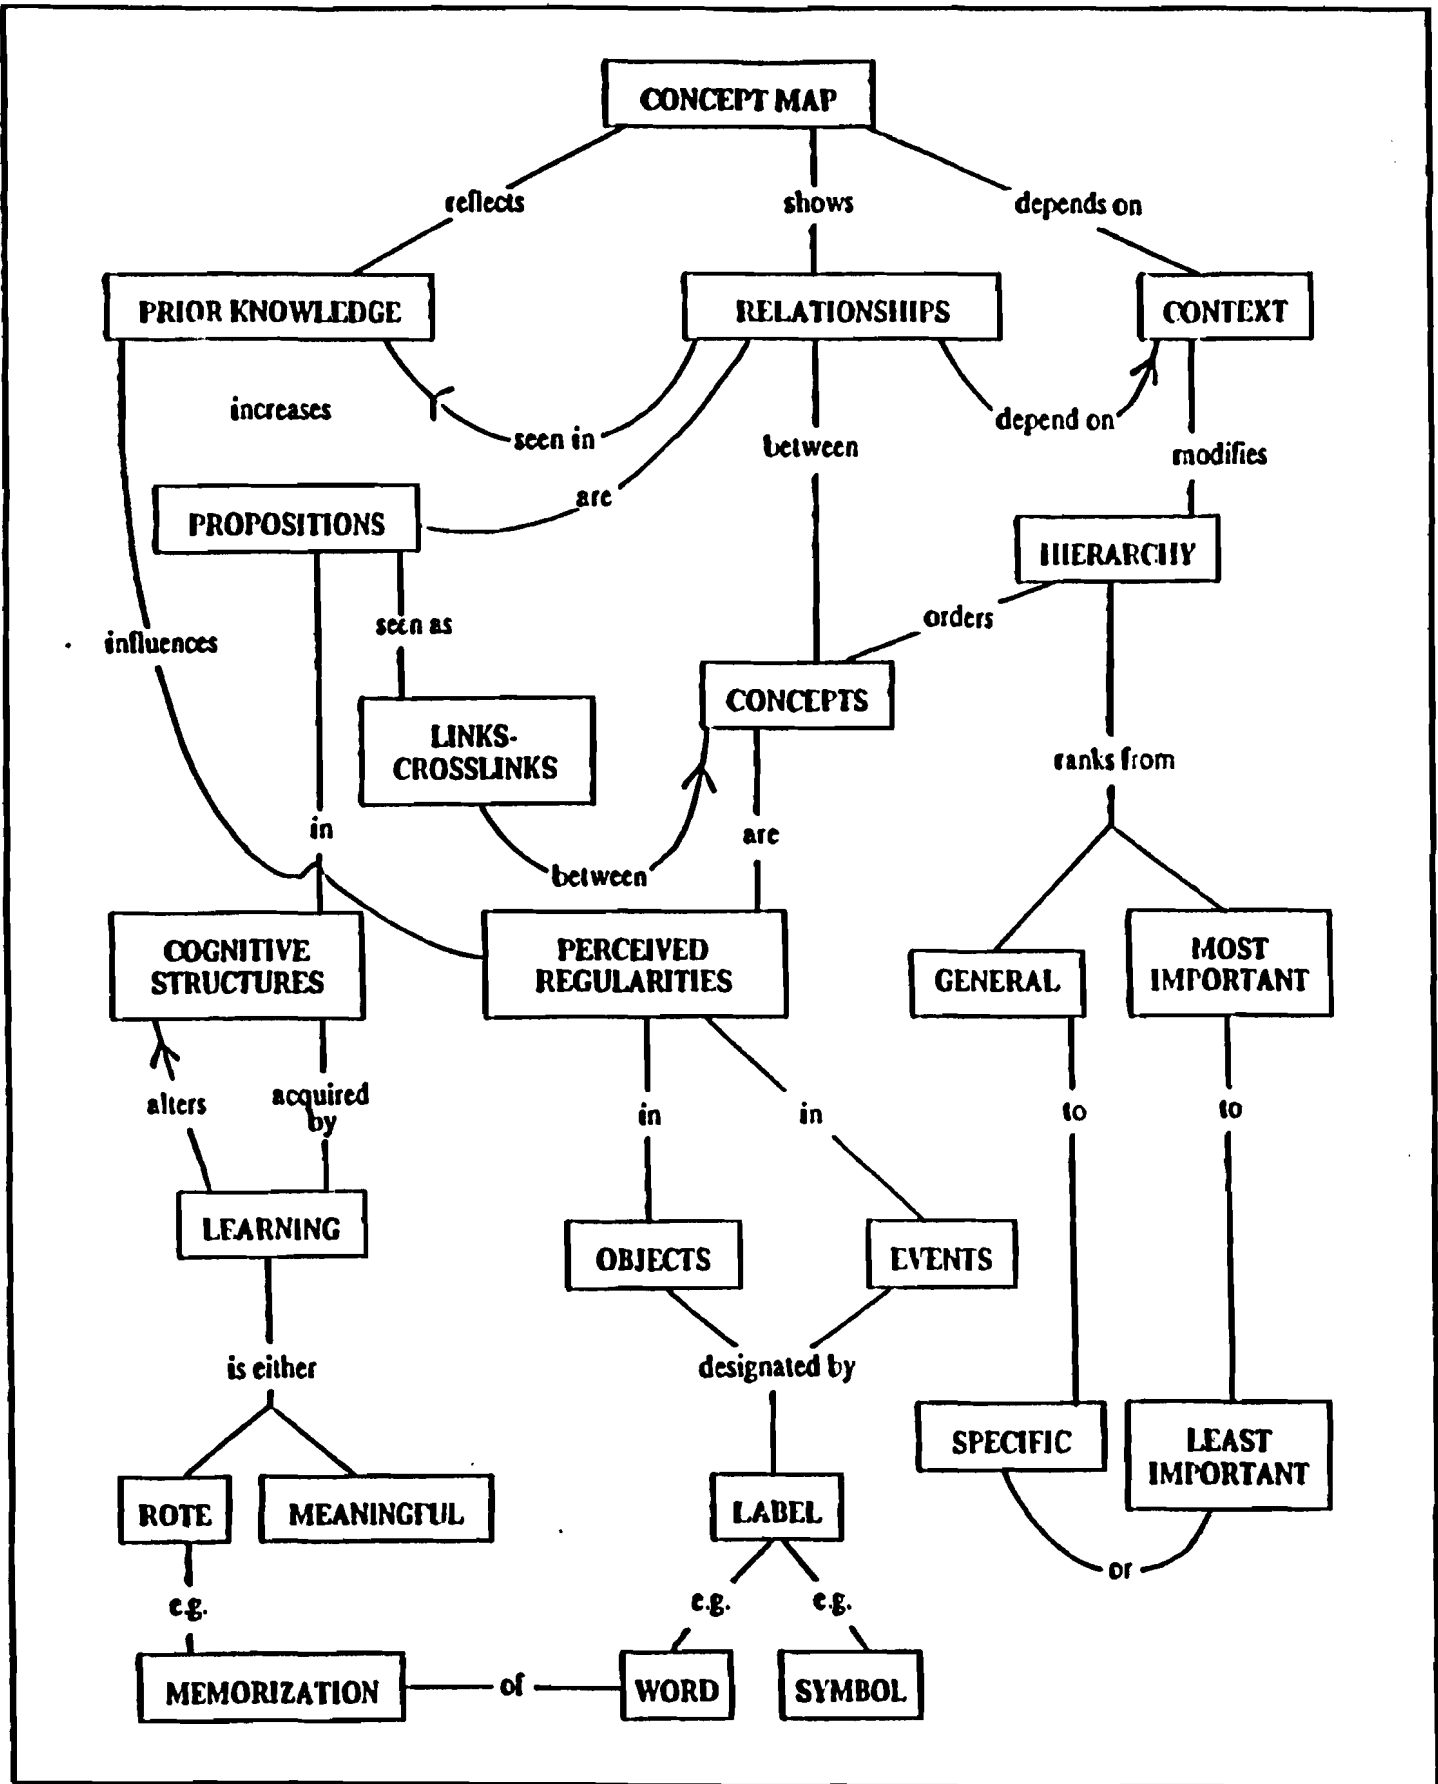 CONCEPT MAP
reflects
shows
depends on
PRIOR KNOWLEDGE
RELATIONSHIPS
CONTEXT
increases
seen in
depend on
between
modifies
are
PROPOSITIONS
HIERARCHY
orders
seen as
influences
CONCEPTS
LINKS-
CROSSLINKS
ranks from
in
are
between
COGNITIVE
STRUCTURES
PERCEIVED
REGULARITIES
GENERAL
MOST
IMPORTANT
alters
acquired
by
in
in
to
to
LEARNING
OBJECTS
EVENTS
is either
designated by
SPECIFIC
LEAST
IMPORTANT
ROTE
MEANINGFUL
LABEL
or
e.g.
e.g.
e.g.
MEMORIZATION
of
WORD
SYMBOL